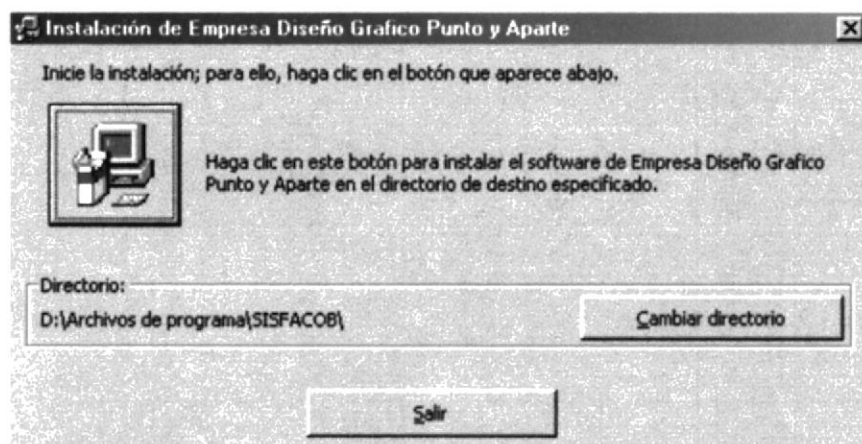 Instalación de Empresa Diseño Grafico Punto y Aparte
Inicie la instalación; para ello, haga clic en el botón que aparece abajo.
Haga clic en este botón para instalar el software de Empresa Diseño Grafico
Punto y Aparte en el directorio de destino especificado.
Directorio:
D:\Archivos de programa\SISFACOB\
Cambiar directorio
Salir